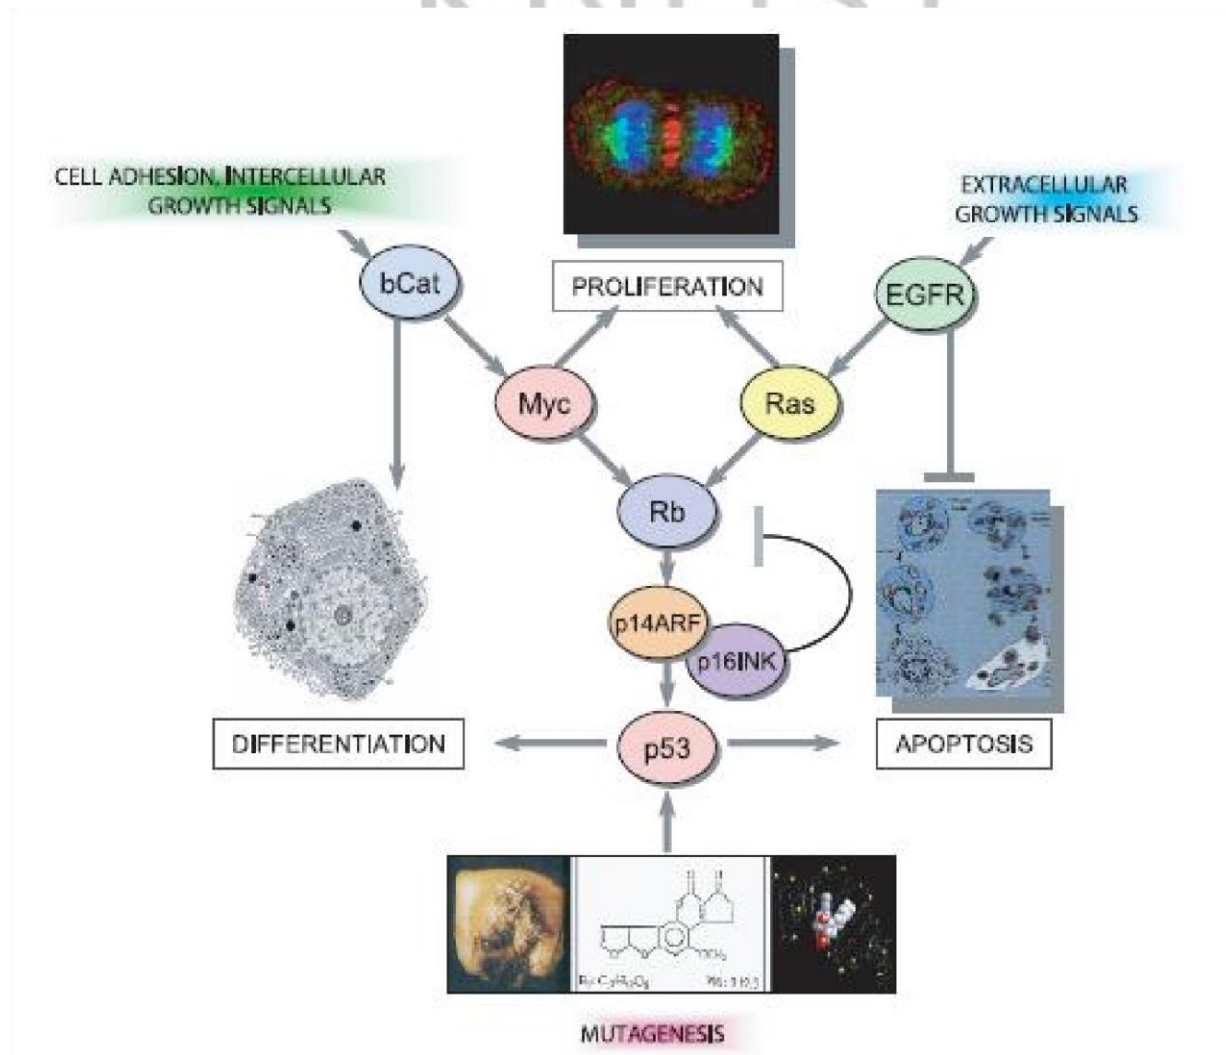 CELL ADHESION, INTERCELLULAR
GROWTH SIGNALS
EXTRACELLULAR
GROWTH SIGNALS
bCat
PROLIFERATION
EGFR
Myc
Ras
Rb
p14ARF
p16INK
DIFFERENTIATION
p53
APOPTOSIS
MUTAGENESIS